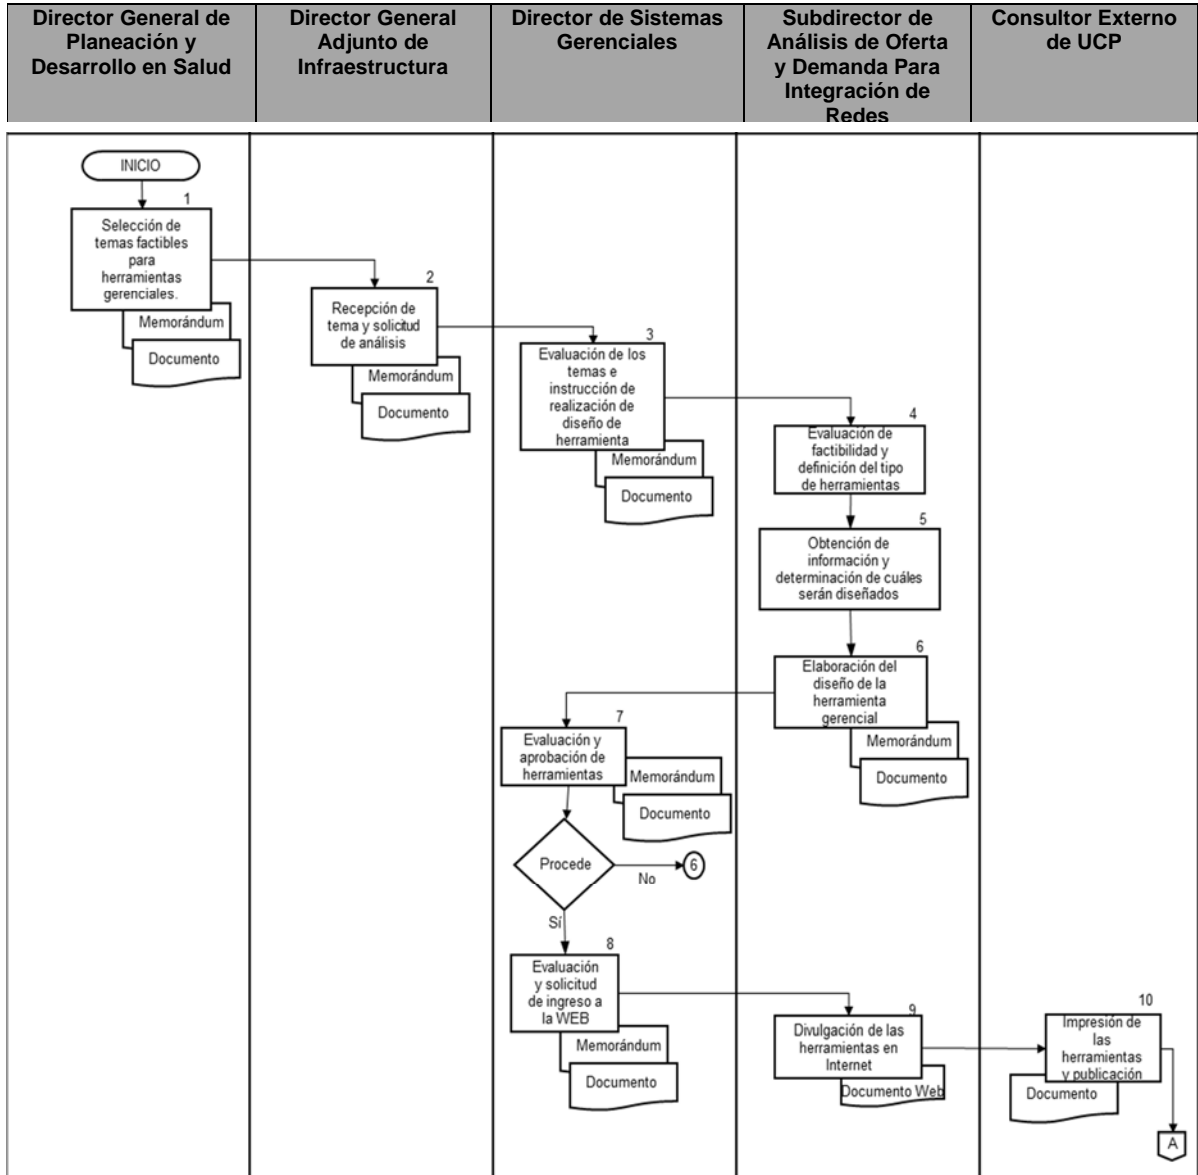 Director General de
Planeación y
Desarrollo en Salud
Director General
Adjunto de
Infraestructura
Director de Sistemas
Gerenciales
Subdirector de
Análisis de Oferta
y Demanda Para
Integración de
Redes
Consultor Externo
de UCP
INICIO
1
Selección de
temas factibles
para
herramientas
gerenciales.
Memorándum
Documento
2
Recepción de
tema y solicitud
de análisis
Memorándum
Documento
3
Evaluación de los
temas e
instrucción de
realización de
diseño de
herramienta
Memorándum
Documento
4
Evaluación de
factibilidad y
definición del tipo
de herramientas
5
Obtención de
información y
determinación de cuáles
serán diseñados
6
Elaboración del
diseño de la
herramienta
gerencial
Memorándum
Documento
7
Evaluación y
aprobación de
herramientas
Memorándum
Documento
Procede
No
6
Sí
8
Evaluación
y solicitud
de ingreso a
la WEB
Memorándum
Documento
9
Divulgación de las
herramientas en
Internet
Documento Web
10
Impresión de
las
herramientas
y publicación
Documento
A